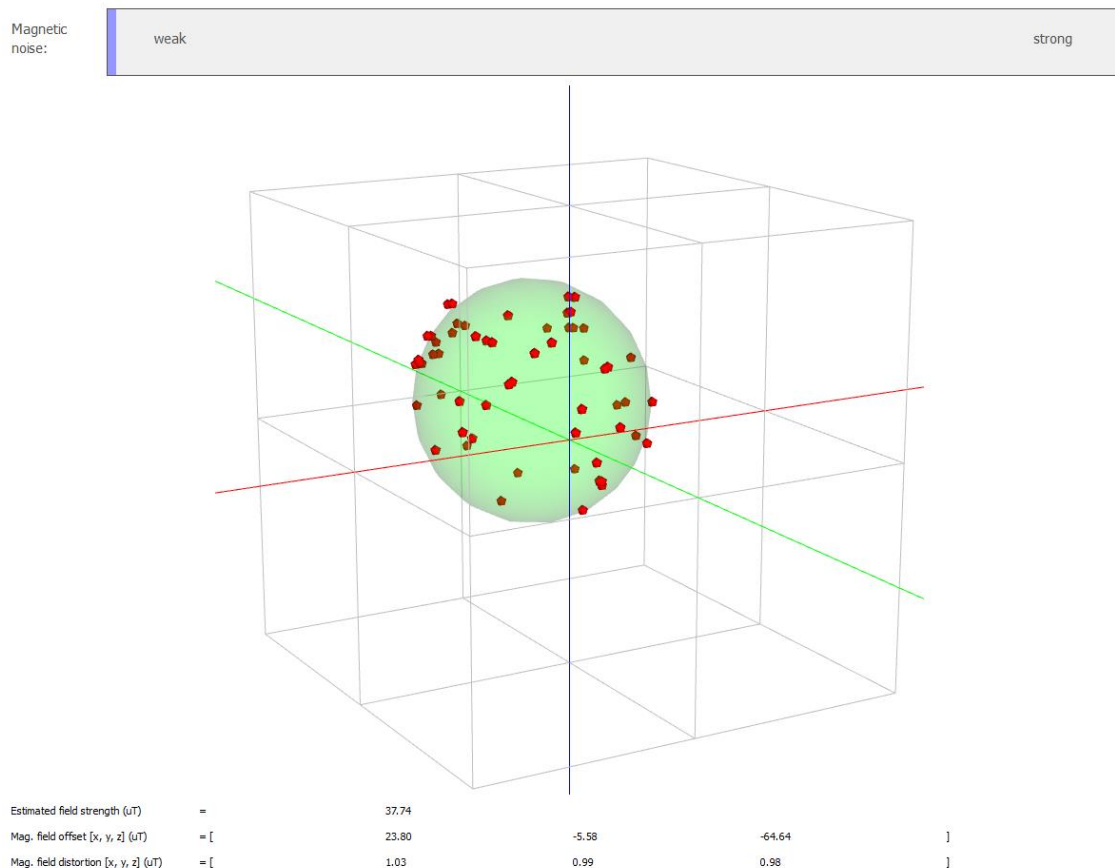 Magnetic
noise:
weak strong
Estimated field strength (uT) = 37.74
Mag. field offset [x, y, z] (uT) = [ 23.80 -5.58 -64.64 ]
Mag. field distortion [x, y, z] (uT) = [ 1.03 0.99 0.98 ]